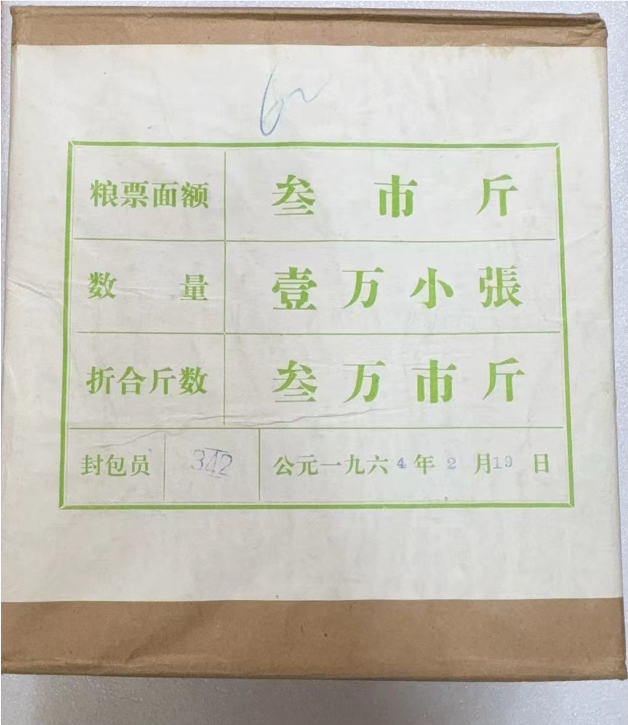 粮票面额 叁市斤
数量 壹万小張
折合斤数 叁万市斤
封包员 342 公元一九六4年2月19日